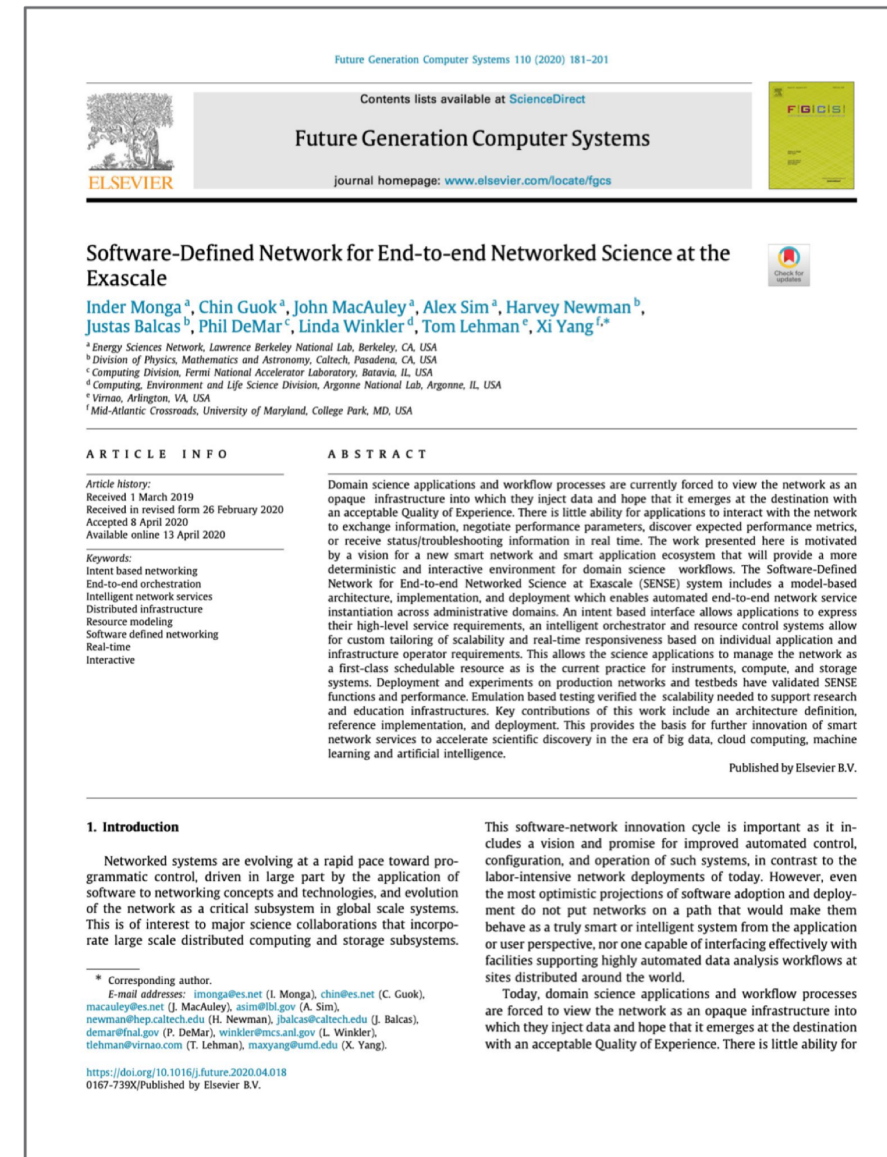 Future Generation Computer Systems 110 (2020) 181–201
Contents lists available at ScienceDirect
Future Generation Computer Systems
journal homepage: www.elsevier.com/locate/fgcs
ELSEVIER
FGCS
Software-Defined Network for End-to-end Networked Science at the
Exascale
Check for
updates
Inder Monga a, Chin Guok a, John MacAuley a, Alex Sim a, Harvey Newman b,
Justas Balcas b, Phil DeMar c, Linda Winkler d, Tom Lehman e, Xi Yang f,*
a Energy Sciences Network, Lawrence Berkeley National Lab, Berkeley, CA, USA
b Division of Physics, Mathematics and Astronomy, Caltech, Pasadena, CA, USA
c Computing Division, Fermi National Accelerator Laboratory, Batavia, IL, USA
d Computing, Environment and Life Science Division, Argonne National Lab, Argonne, IL, USA
e Virnao, Arlington, VA, USA
f Mid-Atlantic Crossroads, University of Maryland, College Park, MD, USA
ARTICLE INFO
Article history:
Received 1 March 2019
Received in revised form 26 February 2020
Accepted 8 April 2020
Available online 13 April 2020
Keywords:
Intent based networking
End-to-end orchestration
Intelligent network services
Distributed infrastructure
Resource modeling
Software defined networking
Real-time
Interactive
ABSTRACT
Domain science applications and workflow processes are currently forced to view the network as an
opaque infrastructure into which they inject data and hope that it emerges at the destination with
an acceptable Quality of Experience. There is little ability for applications to interact with the network
to exchange information, negotiate performance parameters, discover expected performance metrics,
or receive status/troubleshooting information in real time. The work presented here is motivated
by a vision for a new smart network and smart application ecosystem that will provide a more
deterministic and interactive environment for domain science workflows. The Software-Defined
Network for End-to-end Networked Science at Exascale (SENSE) system includes a model-based
architecture, implementation, and deployment which enables automated end-to-end network service
instantiation across administrative domains. An intent based interface allows applications to express
their high-level service requirements, an intelligent orchestrator and resource control systems allow
for custom tailoring of scalability and real-time responsiveness based on individual application and
infrastructure operator requirements. This allows the science applications to manage the network as
a first-class schedulable resource as is the current practice for instruments, compute, and storage
systems. Deployment and experiments on production networks and testbeds have validated SENSE
functions and performance. Emulation based testing verified the scalability needed to support research
and education infrastructures. Key contributions of this work include an architecture definition,
reference implementation, and deployment. This provides the basis for further innovation of smart
network services to accelerate scientific discovery in the era of big data, cloud computing, machine
learning and artificial intelligence.
Published by Elsevier B.V.
1. Introduction
Networked systems are evolving at a rapid pace toward pro-
grammatic control, driven in large part by the application of
software to networking concepts and technologies, and evolution
of the network as a critical subsystem in global scale systems.
This is of interest to major science collaborations that incorpo-
rate large scale distributed computing and storage subsystems.
* Corresponding author.
E-mail addresses: imonga@es.net (I. Monga), chin@es.net (C. Guok),
macauley@es.net (J. MacAuley), asim@lbl.gov (A. Sim),
newman@hep.caltech.edu (H. Newman), jbalcas@caltech.edu (J. Balcas),
demar@fnal.gov (P. DeMar), winkler@mcs.anl.gov (L. Winkler),
tlehman@virnao.com (T. Lehman), maxyang@umd.edu (X. Yang).
https://doi.org/10.1016/j.future.2020.04.018
0167-739X/Published by Elsevier B.V.
This software-network innovation cycle is important as it in-
cludes a vision and promise for improved automated control,
configuration, and operation of such systems, in contrast to the
labor-intensive network deployments of today. However, even
the most optimistic projections of software adoption and deploy-
ment do not put networks on a path that would make them
behave as a truly smart or intelligent system from the application
or user perspective, nor one capable of interfacing effectively with
facilities supporting highly automated data analysis workflows at
sites distributed around the world.
Today, domain science applications and workflow processes
are forced to view the network as an opaque infrastructure into
which they inject data and hope that it emerges at the destination
with an acceptable Quality of Experience. There is little ability for